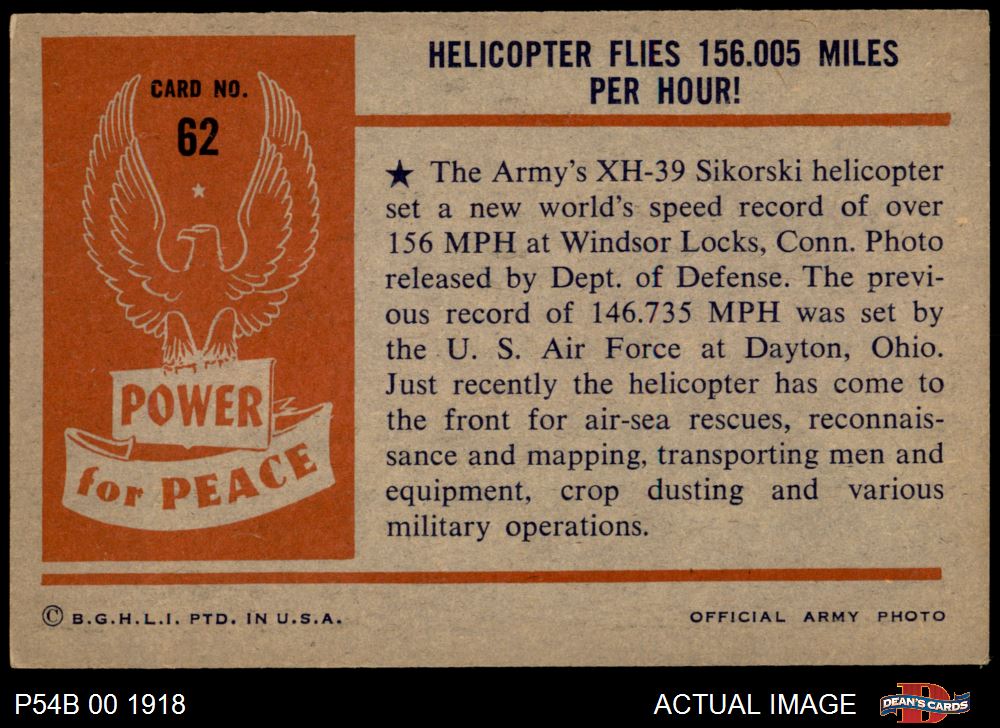 CARD NO.
62
POWER
for PEACE
HELICOPTER FLIES 156.005 MILES
PER HOUR!
★ The Army's XH-39 Sikorski helicopter
set a new world's speed record of over
156 MPH at Windsor Locks, Conn. Photo
released by Dept. of Defense. The previ-
ous record of 146.735 MPH was set by
the U. S. Air Force at Dayton, Ohio.
Just recently the helicopter has come to
the front for air-sea rescues, reconnais-
sance and mapping, transporting men and
equipment, crop dusting and various
military operations.
© B.G.H.L.I. PTD. IN U.S.A.
OFFICIAL ARMY PHOTO
P54B 00 1918
ACTUAL IMAGE
D
DEAN'S CARDS